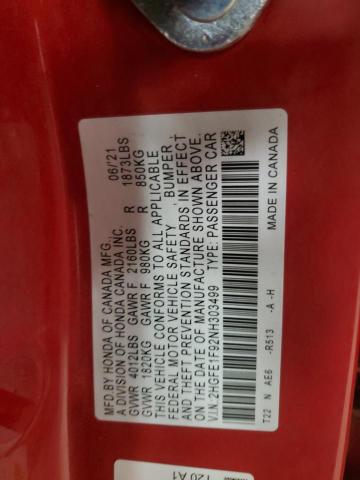 MFD BY HONDA OF CANADA MFG., 06/'21
A DIVISION OF HONDA CANADA INC.
GVWR 4012LBS GAWR F 2160LBS R 1873LBS
GVWR 1820KG GAWR F 980KG R 850KG
THIS VEHICLE CONFORMS TO ALL APPLICABLE
FEDERAL MOTOR VEHICLE SAFETY, BUMPER,
AND THEFT PREVENTION STANDARDS IN EFFECT
ON THE DATE OF MANUFACTURE SHOWN ABOVE.
V.I.N:2HGFE1F92NH303499 TYPE: PASSENGER CAR
T22 N AE6 -R513 -A -H MADE IN CANADA
T20 A1